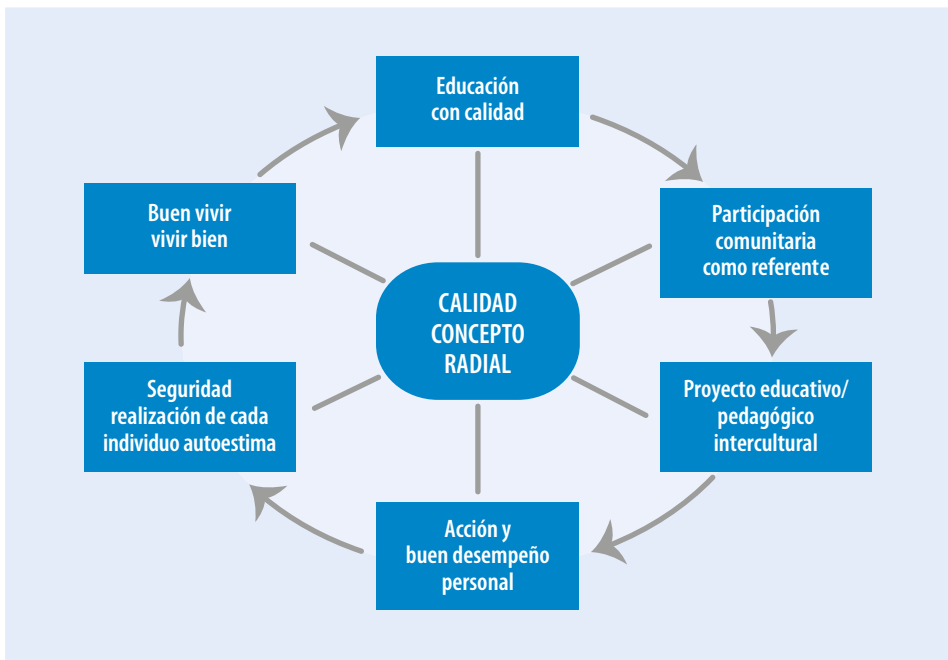 Educación
con calidad
Buen vivir
vivir bien
Participación
comunitaria
como referente
CALIDAD
CONCEPTO
RADIAL
Seguridad
realización de cada
individuo autoestima
Proyecto educativo/
pedagógico
intercultural
Acción y
buen desempeño
personal